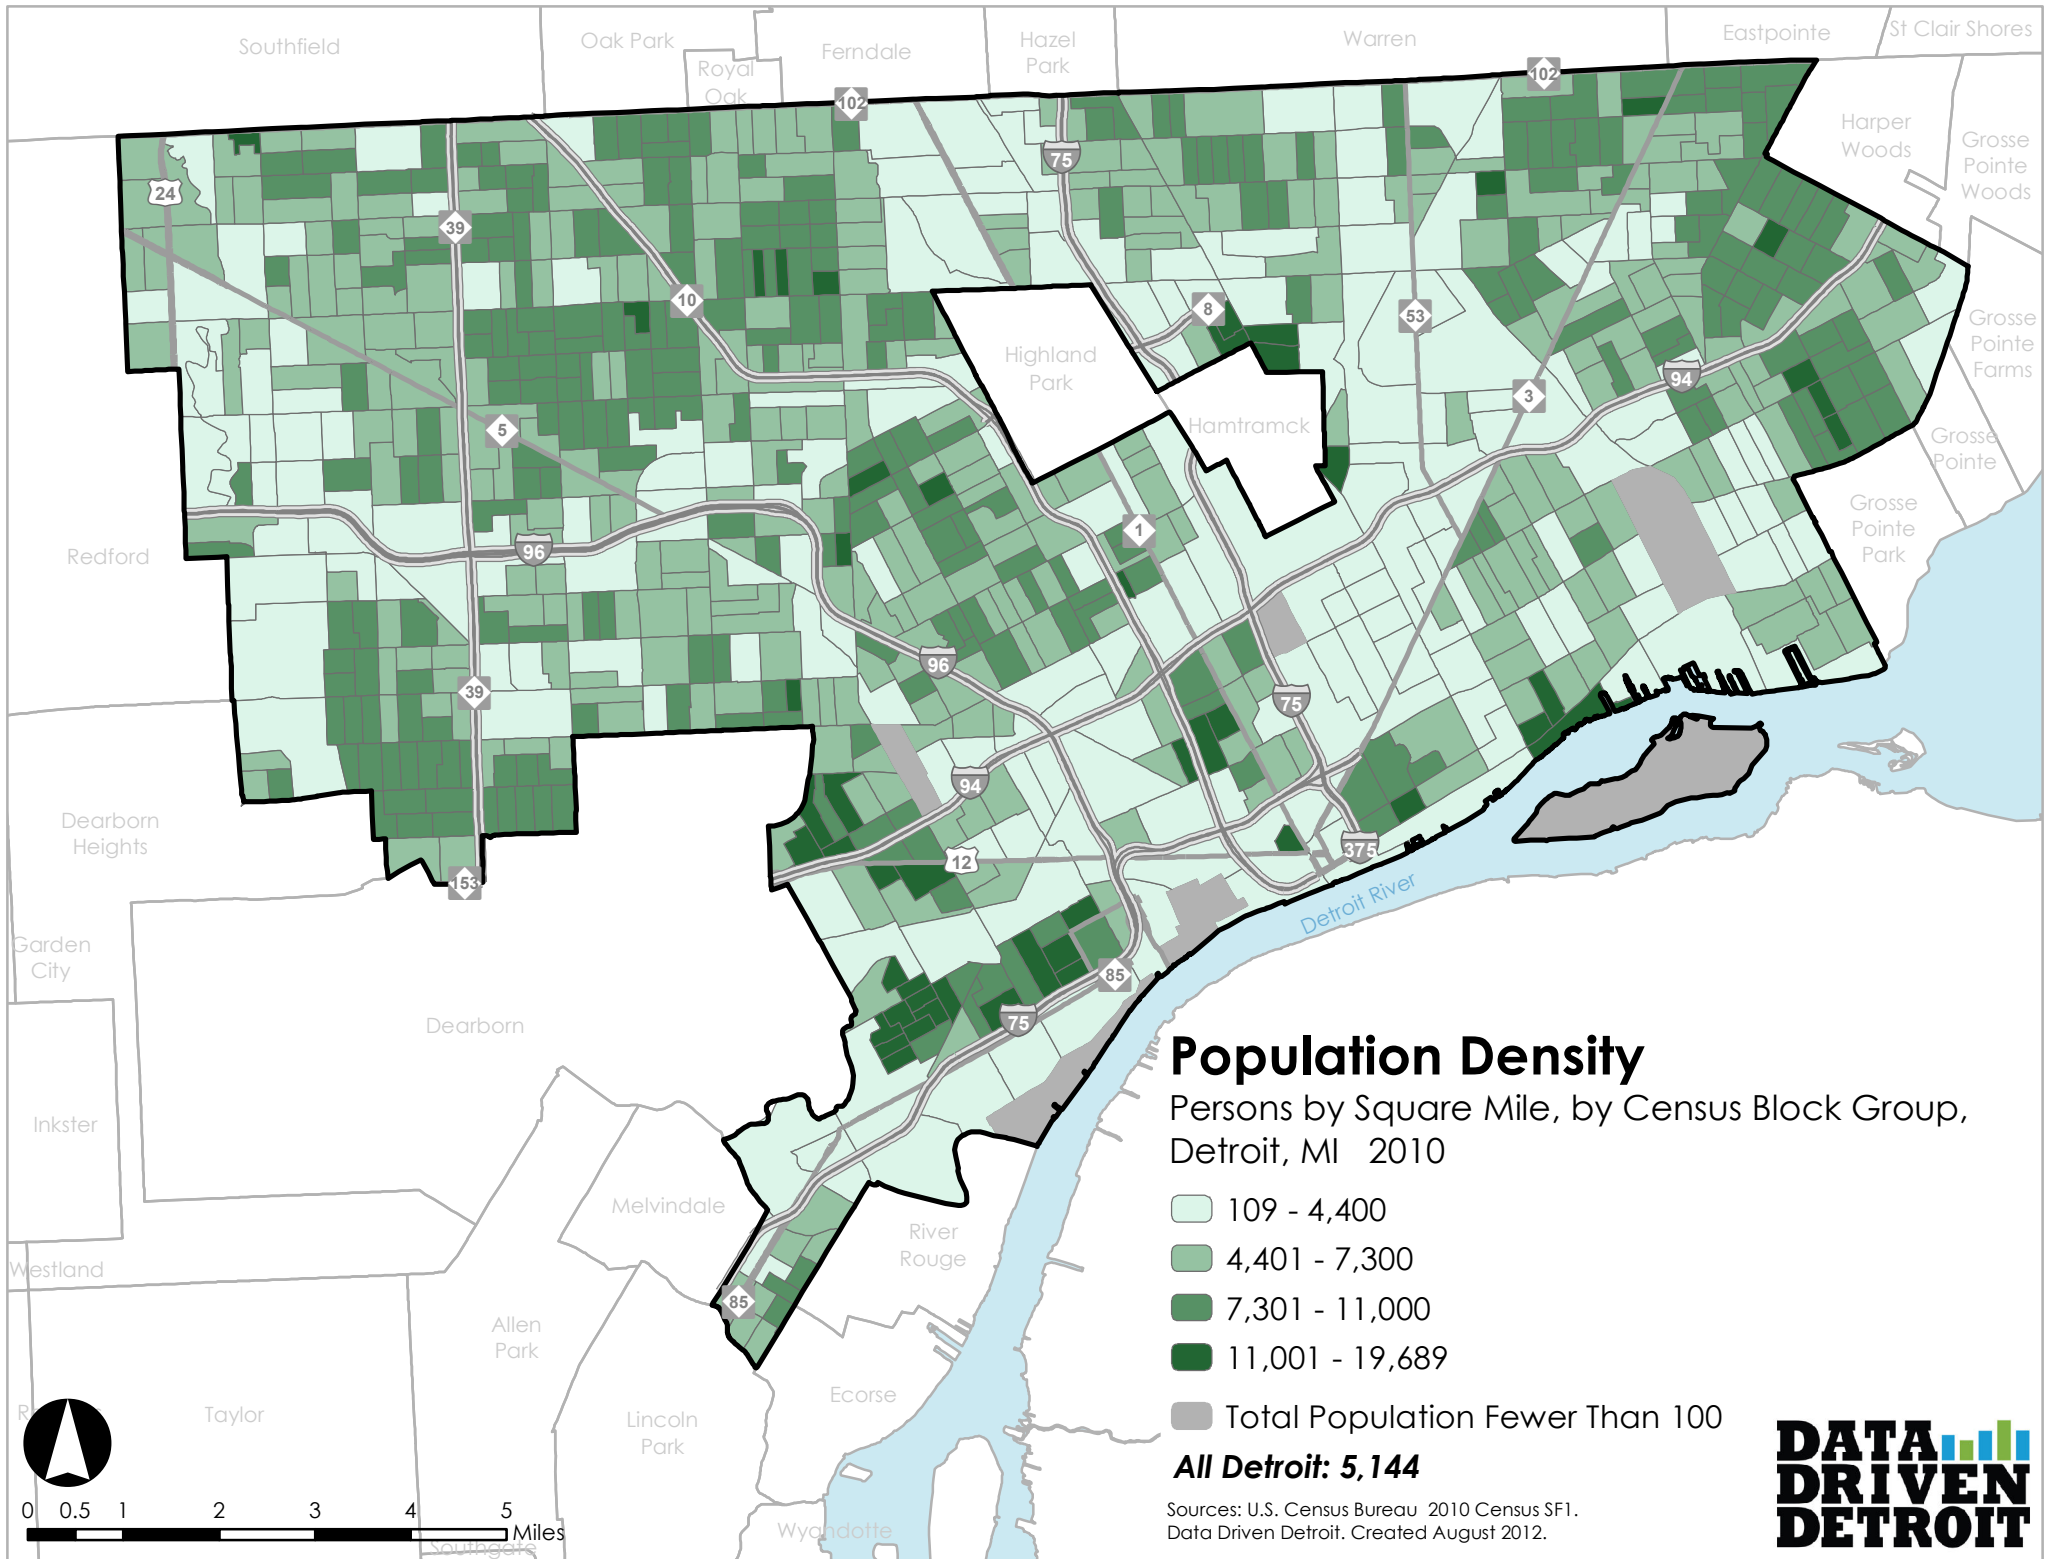 Southfield
Oak Park
Royal
Oak
Ferndale
Hazel
Park
Warren
Eastpointe
St Clair Shores
102
102
Harper
Woods
Grosse
Pointe
Woods
75
24
39
10
8
53
Highland
Park
Grosse
Pointe
Farms
94
3
5
Hamtramck
Grosse
Pointe
Grosse
Pointe
Park
1
96
Redford
96
39
75
94
Dearborn
Heights
12
375
153
Detroit River
Garden
City
85
75
Dearborn
Inkster
Melvindale
River
Rouge
Westland
85
Allen
Park
Ecorse
Taylor
Lincoln
Park
Wyandotte
Southgate
Population Density
Persons by Square Mile, by Census Block Group,
Detroit, MI 2010
109 - 4,400
4,401 - 7,300
7,301 - 11,000
11,001 - 19,689
Total Population Fewer Than 100
All Detroit: 5,144
Sources: U.S. Census Bureau 2010 Census SF1.
Data Driven Detroit. Created August 2012.
0 0.5 1 2 3 4 5
Miles
DATA
DRIVEN
DETROIT